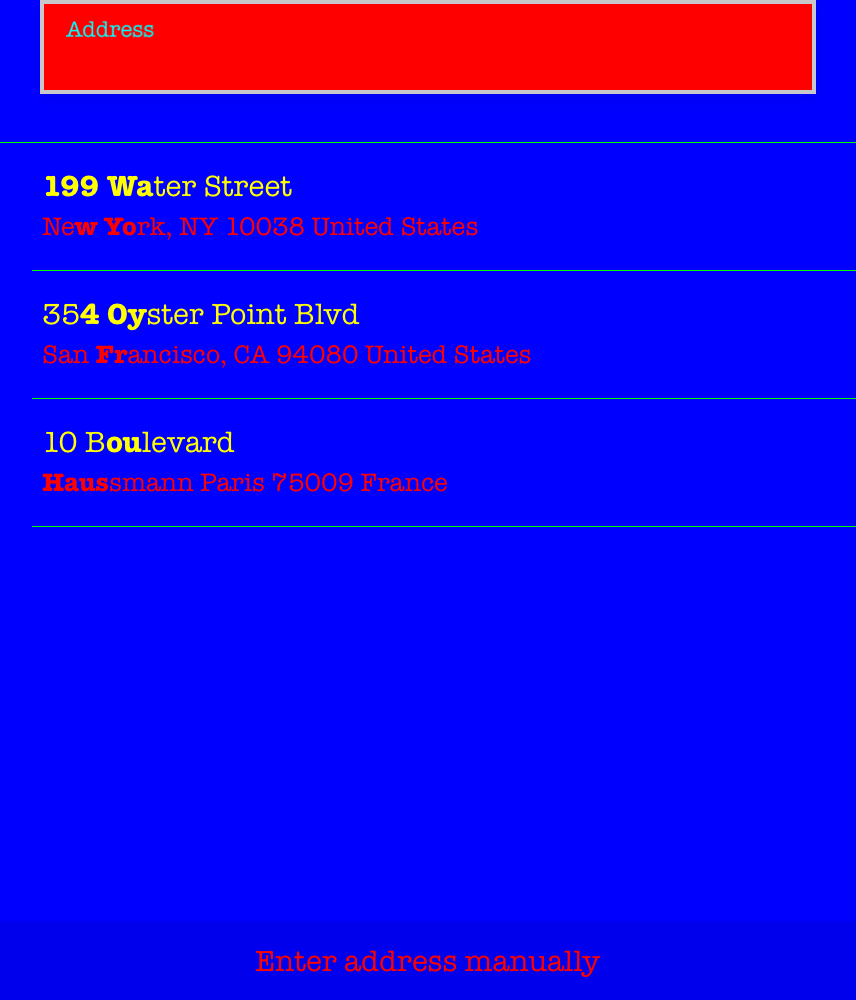 Address
199 Water Street
New York, NY 10038 United States
354 Oyster Point Blvd
San Francisco, CA 94080 United States
10 Boulevard
Haussmann Paris 75009 France
Enter address manually